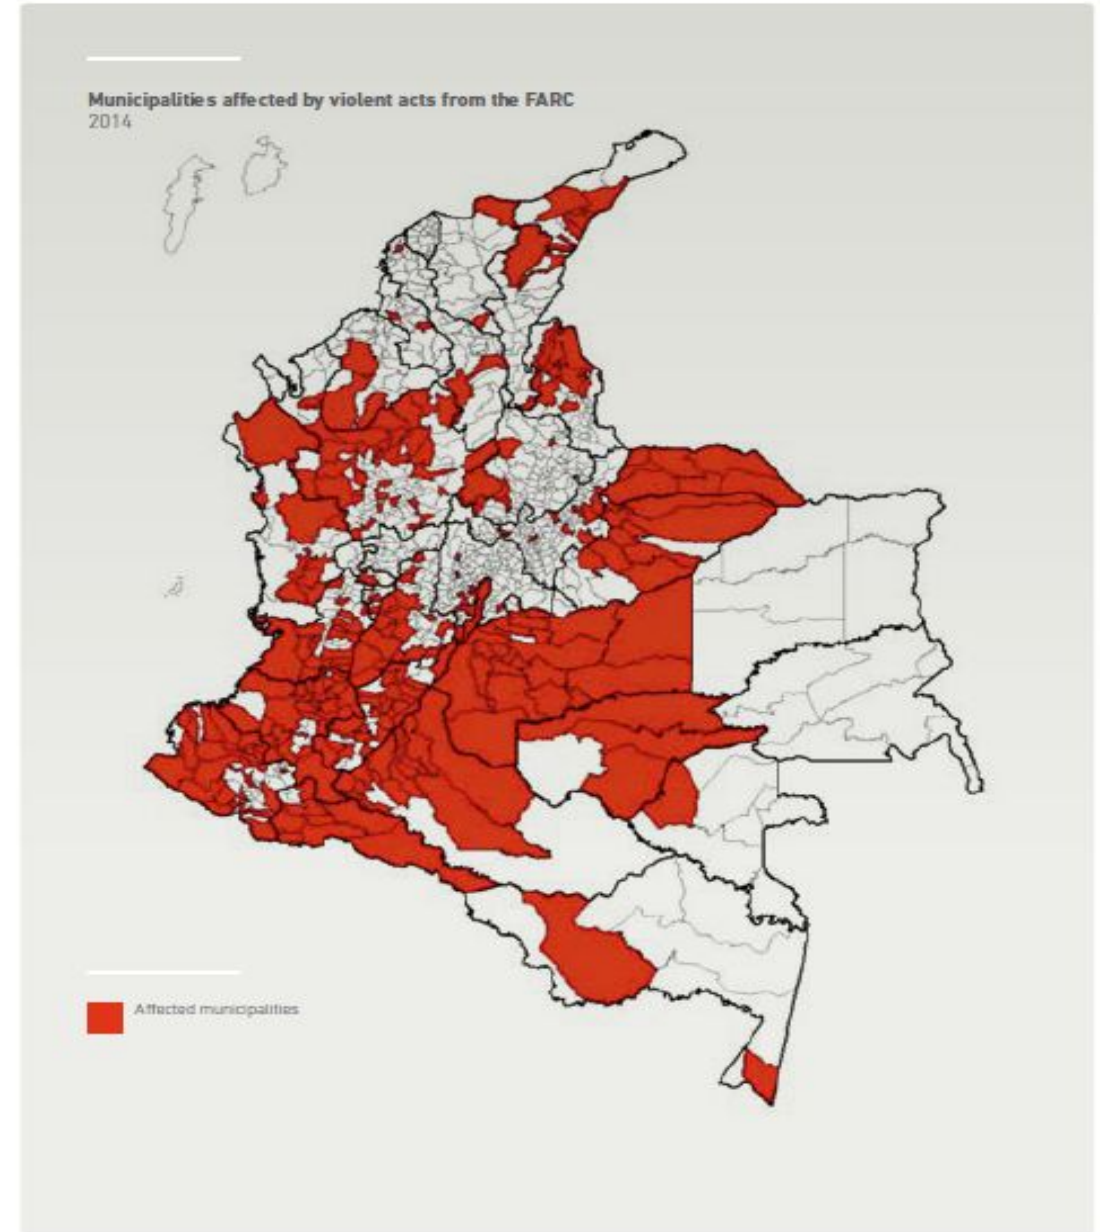 Municipalities affected by violent acts from the FARC
2014
Affected municipalities